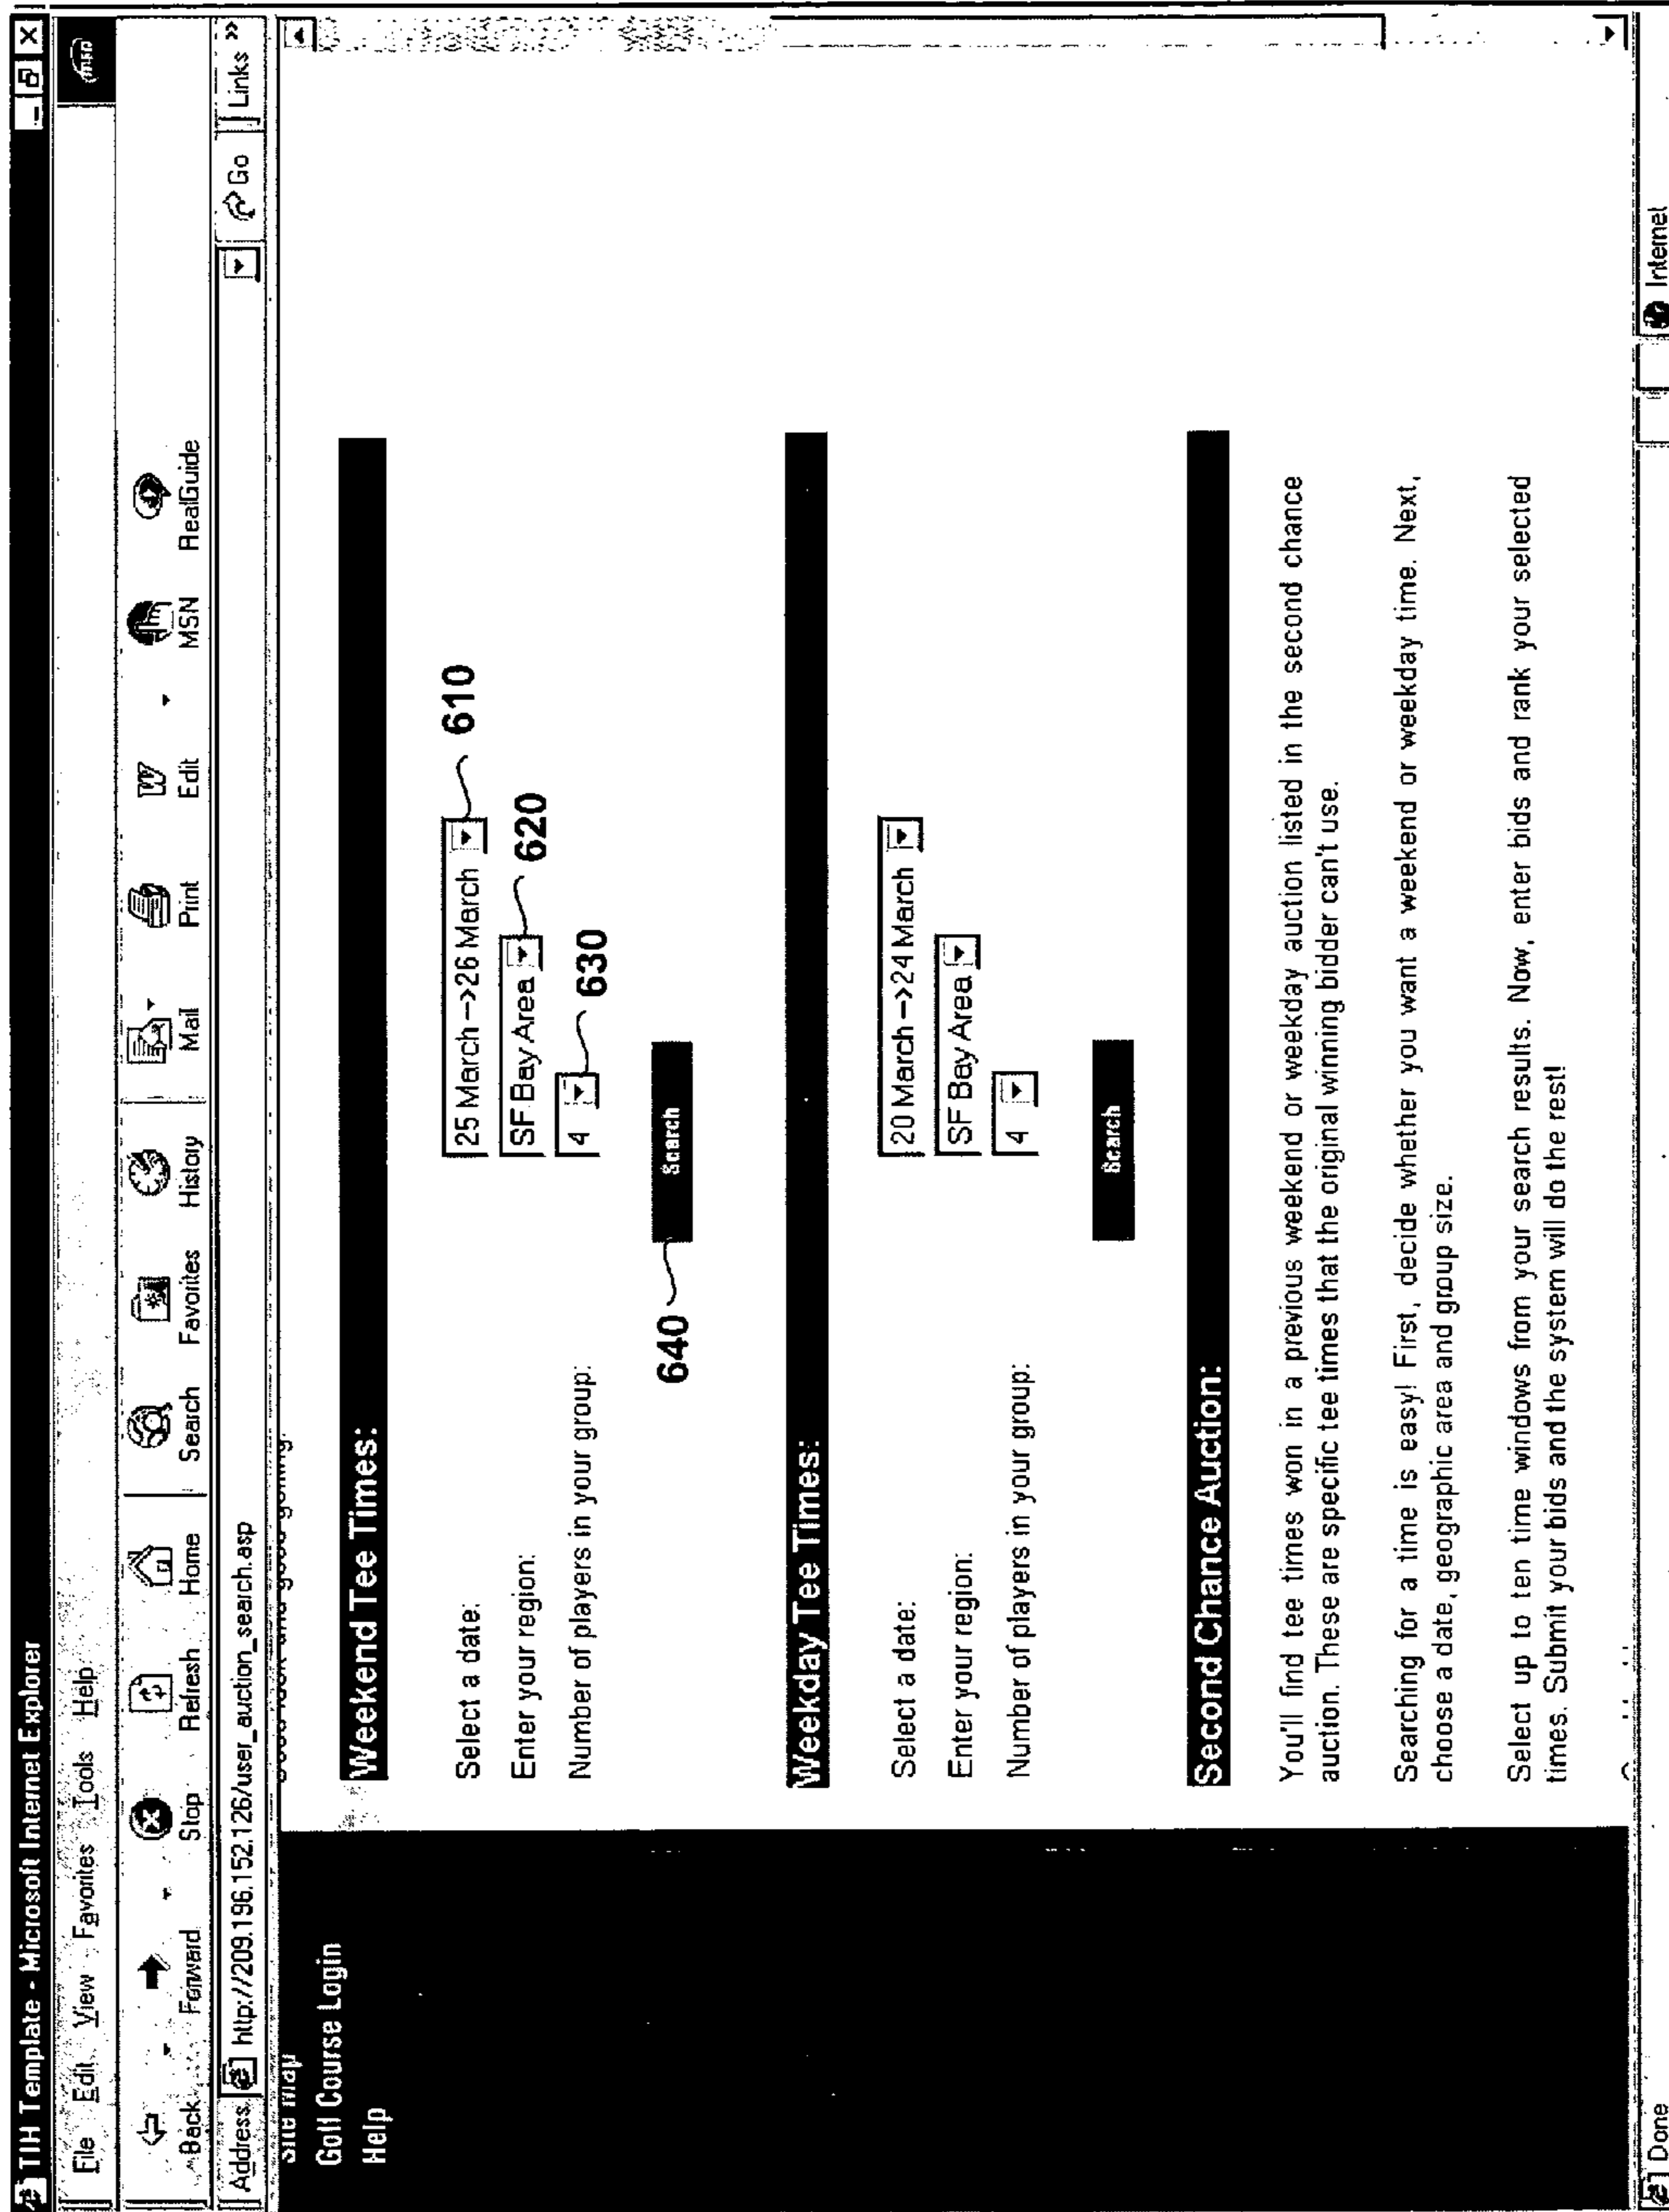 TIH Template - Microsoft Internet Explorer
File Edit View Favorites Tools Help
msn
Back Forward Stop Refresh Home Search Favorites History Mail Print Edit MSN RealGuide
Address http://209.196.152.126/user_auction_search.asp Go Links »
Site Map
Golf Course Login
Help
Weekend Tee Times:
Select a date: 25 March-->26 March 610
Enter your region: SF Bay Area 620
Number of players in your group: 4 630
640 Search
Weekday Tee Times:
Select a date: 20 March-->24 March
Enter your region: SF Bay Area
Number of players in your group: 4
Search
Second Chance Auction:
You'll find tee times won in a previous weekend or weekday auction listed in the second chance
auction. These are specific tee times that the original winning bidder can't use.
Searching for a time is easy! First, decide whether you want a weekend or weekday time. Next,
choose a date, geographic area and group size.
Select up to ten time windows from your search results. Now, enter bids and rank your selected
times. Submit your bids and the system will do the rest!
Done Internet